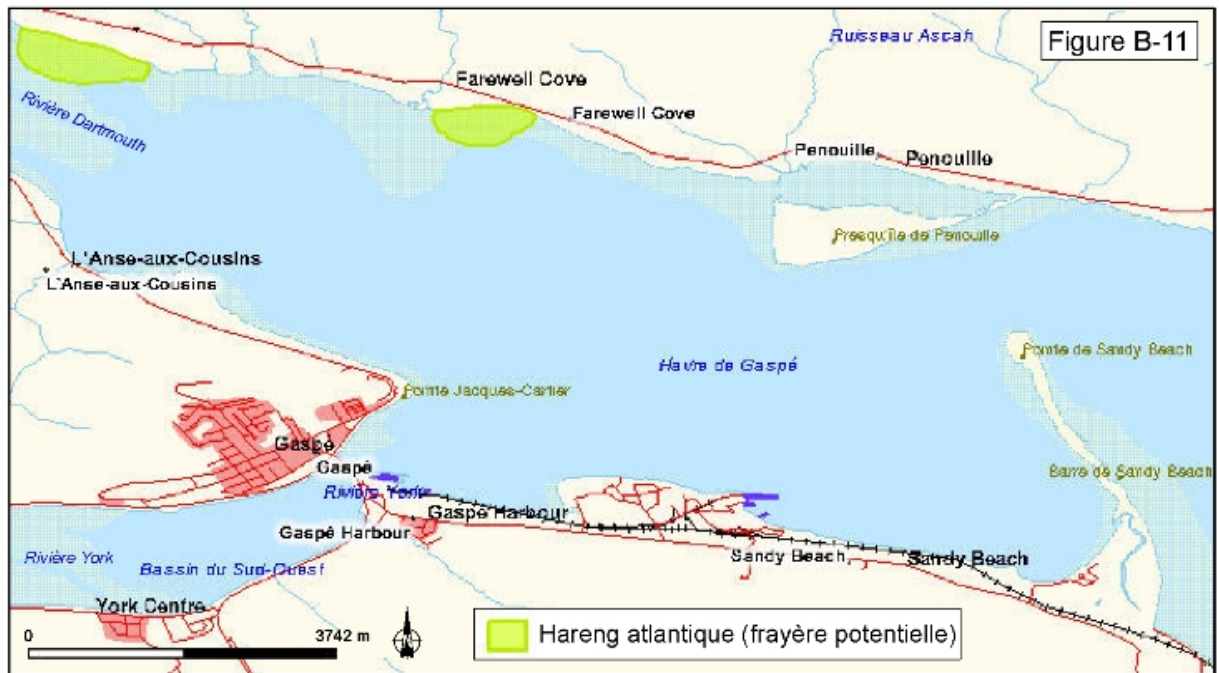 Figure B-11
Ruisseau Ascah
Farewell Cove
Farewell Cove
Rivière Dartmouth
Penouille
Penouille
Presqu'île de Penouille
L'Anse-aux-Cousins
L'Anse-aux-Cousins
Havre de Gaspé
Pointe de Sandy Beach
Pointe Jacques-Cartier
Gaspé
Gaspé
Barre de Sandy Beach
Rivière York
Gaspé Harbour
Gaspé Harbour
Sandy Beach
Sandy Beach
Rivière York
Bassin du Sud-Ouest
York Centre
0 3742 m
Hareng atlantique (frayère potentielle)